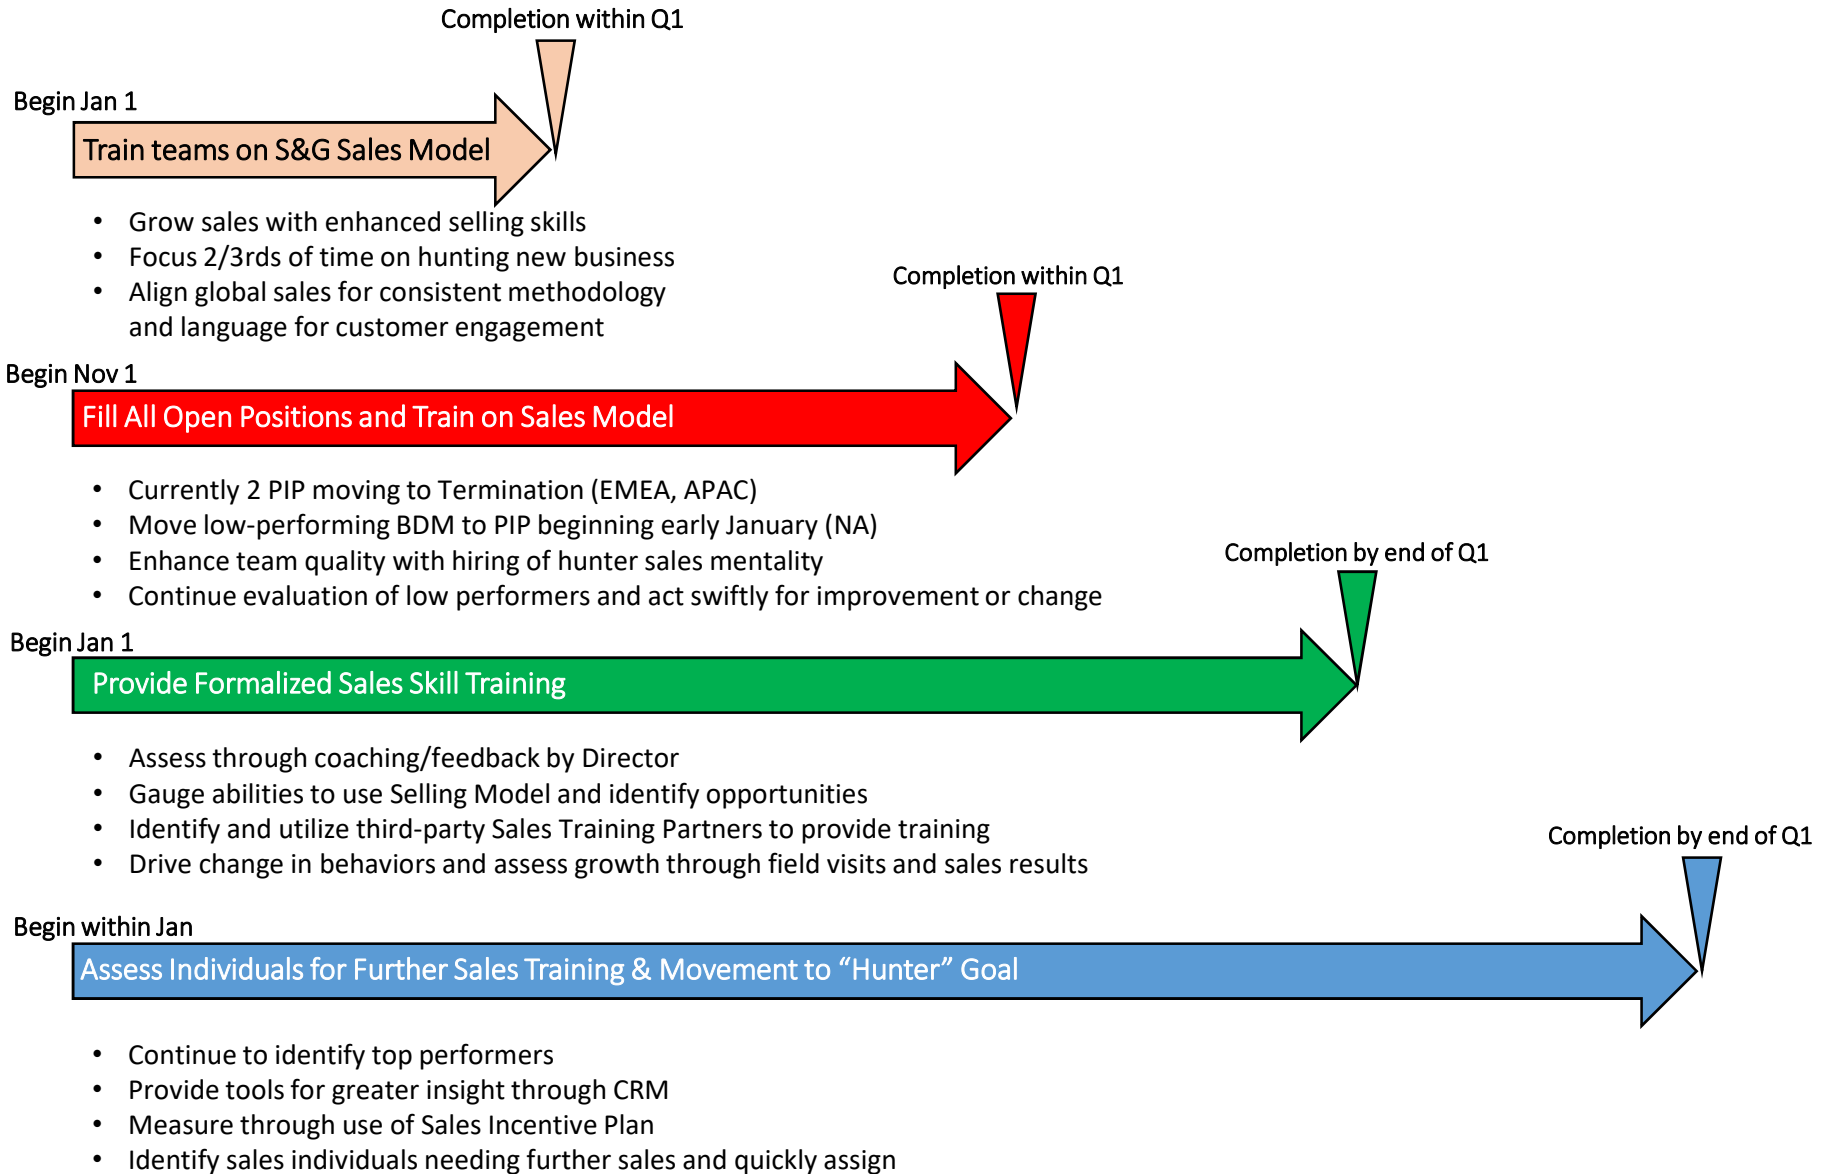 Completion within Q1
Begin Jan 1
Train teams on S&G Sales Model
• Grow sales with enhanced selling skills
• Focus 2/3rds of time on hunting new business
• Align global sales for consistent methodology
and language for customer engagement
Completion within Q1
Begin Nov 1
Fill All Open Positions and Train on Sales Model
• Currently 2 PIP moving to Termination (EMEA, APAC)
• Move low-performing BDM to PIP beginning early January (NA)
• Enhance team quality with hiring of hunter sales mentality
• Continue evaluation of low performers and act swiftly for improvement or change
Completion by end of Q1
Begin Jan 1
Provide Formalized Sales Skill Training
• Assess through coaching/feedback by Director
• Gauge abilities to use Selling Model and identify opportunities
• Identify and utilize third-party Sales Training Partners to provide training
• Drive change in behaviors and assess growth through field visits and sales results
Completion by end of Q1
Begin within Jan
Assess Individuals for Further Sales Training & Movement to “Hunter” Goal
• Continue to identify top performers
• Provide tools for greater insight through CRM
• Measure through use of Sales Incentive Plan
• Identify sales individuals needing further sales and quickly assign